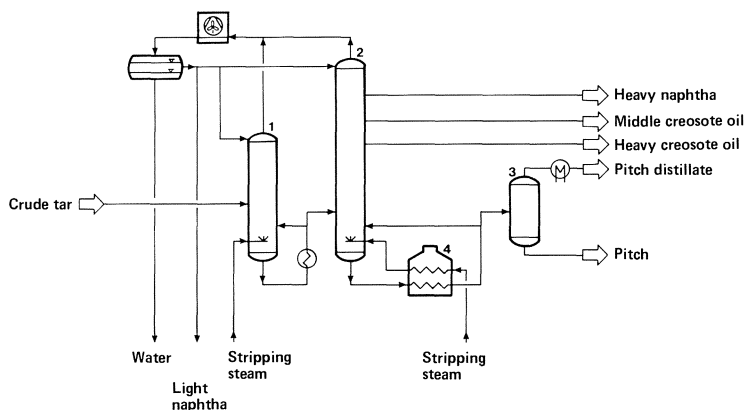 2
Heavy naphtha
Middle creosote oil
1
Heavy creosote oil
3
Pitch distillate
Crude tar
4
Pitch
Water
Stripping
steam
Stripping
steam
Light
naphtha